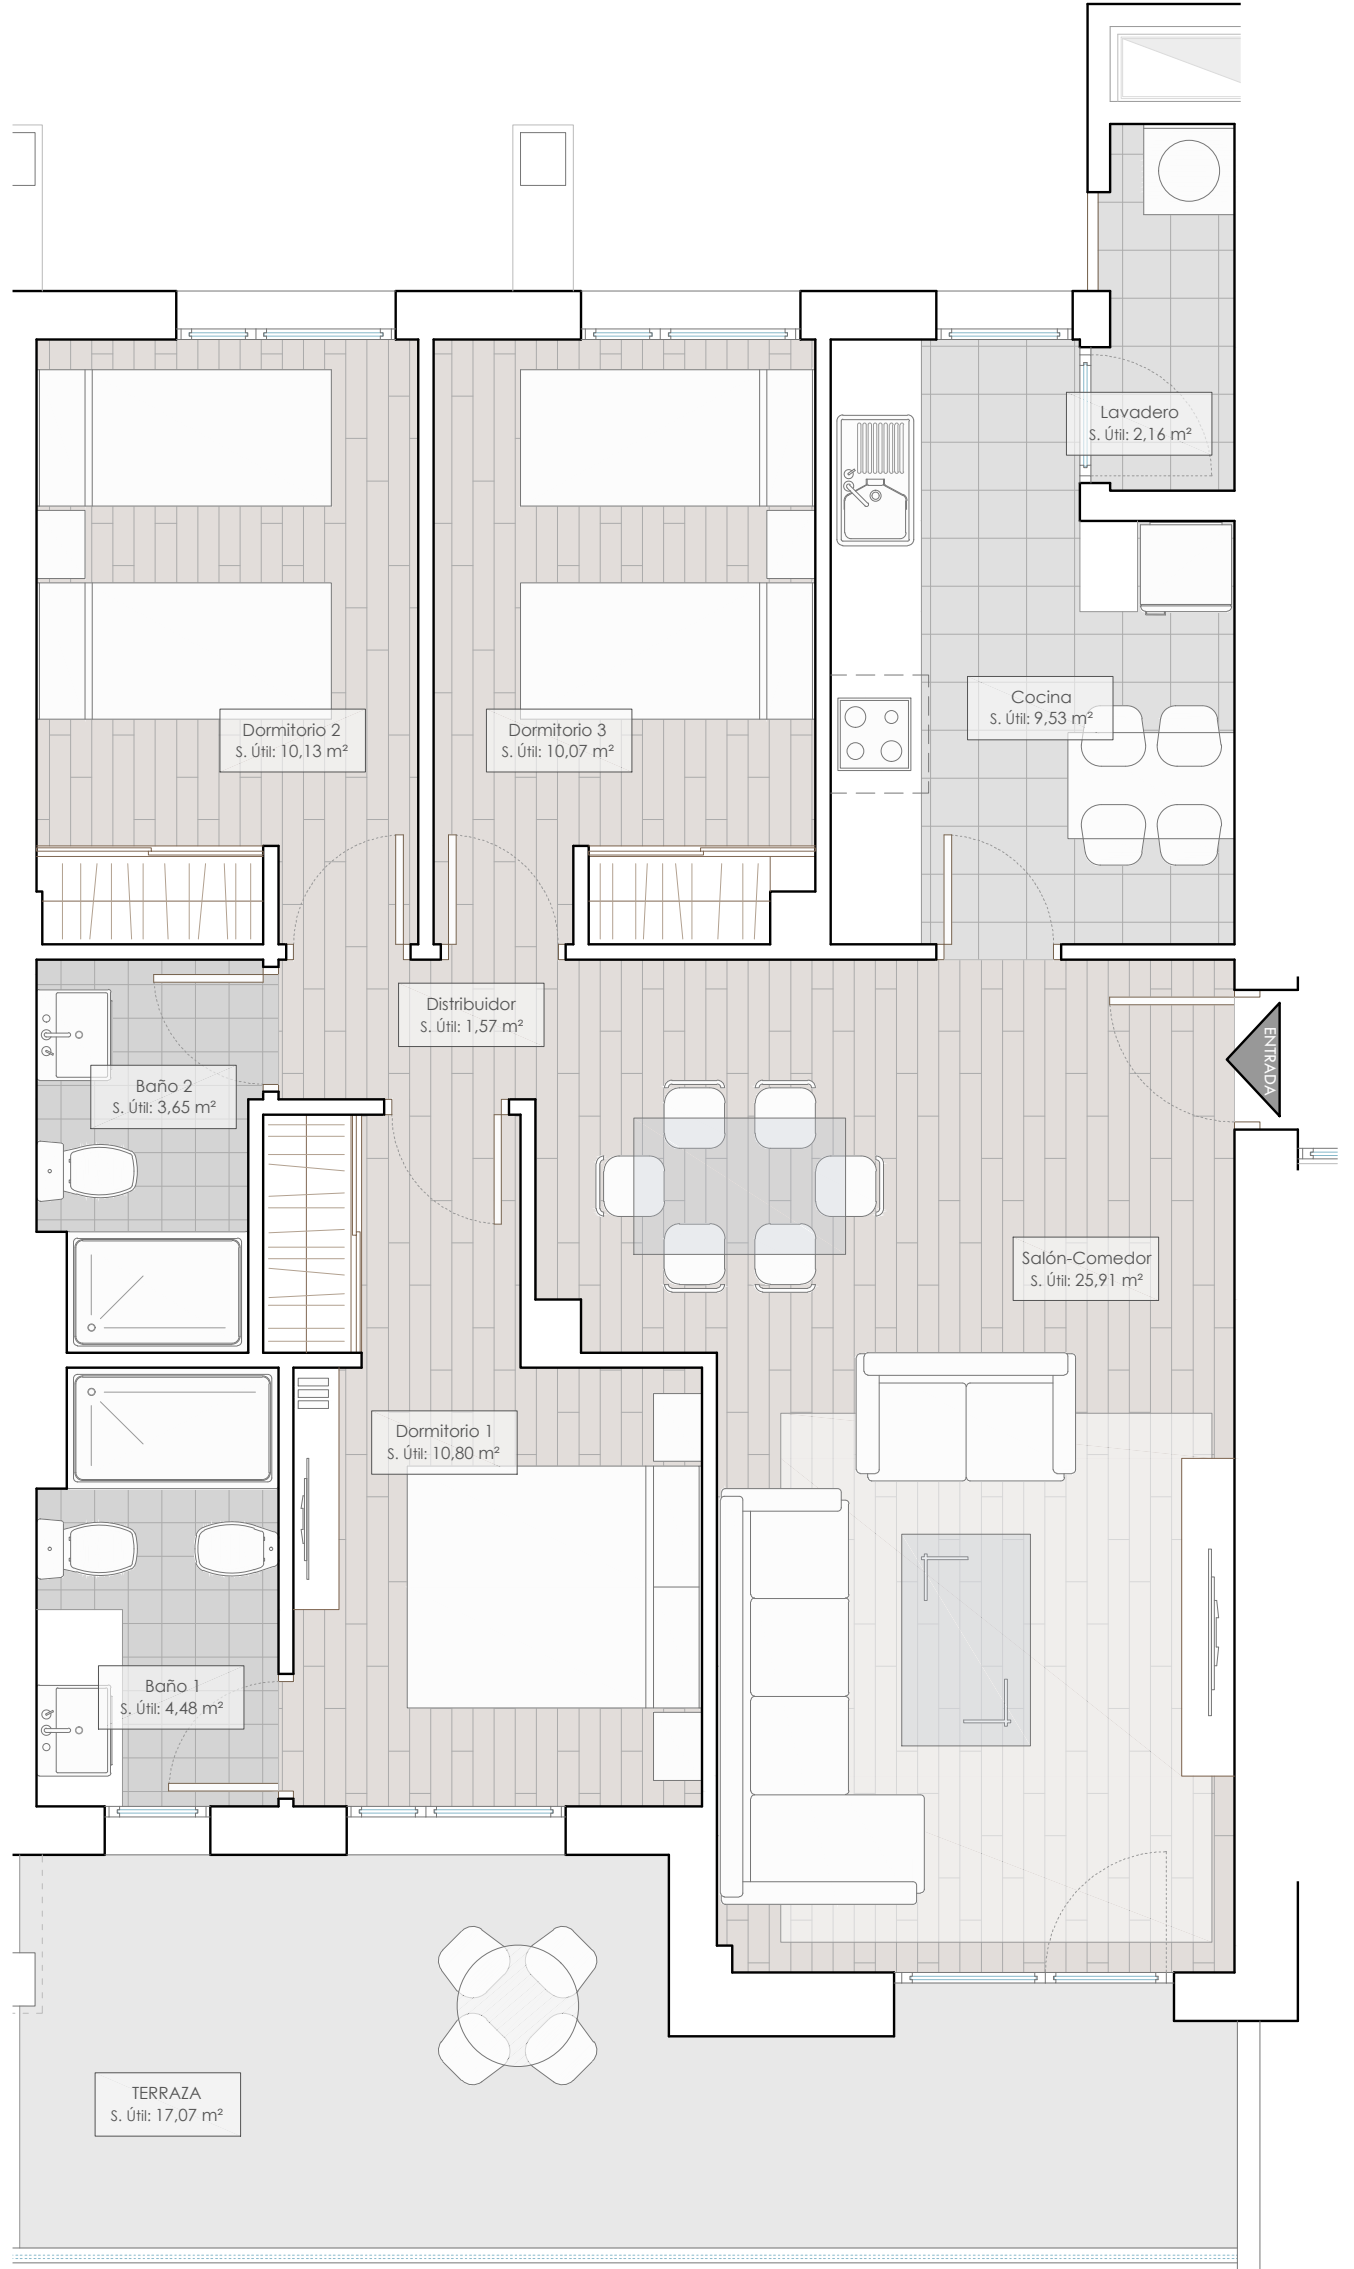 Lavadero
S. Útil: 2,16 m²
Cocina
S. Útil: 9,53 m²
Dormitorio 2
S. Útil: 10,13 m²
Dormitorio 3
S. Útil: 10,07 m²
Distribuidor
S. Útil: 1,57 m²
ENTRADA
Baño 2
S. Útil: 3,65 m²
Salón-Comedor
S. Útil: 25,91 m²
Dormitorio 1
S. Útil: 10,80 m²
Baño 1
S. Útil: 4,48 m²
TERRAZA
S. Útil: 17,07 m²